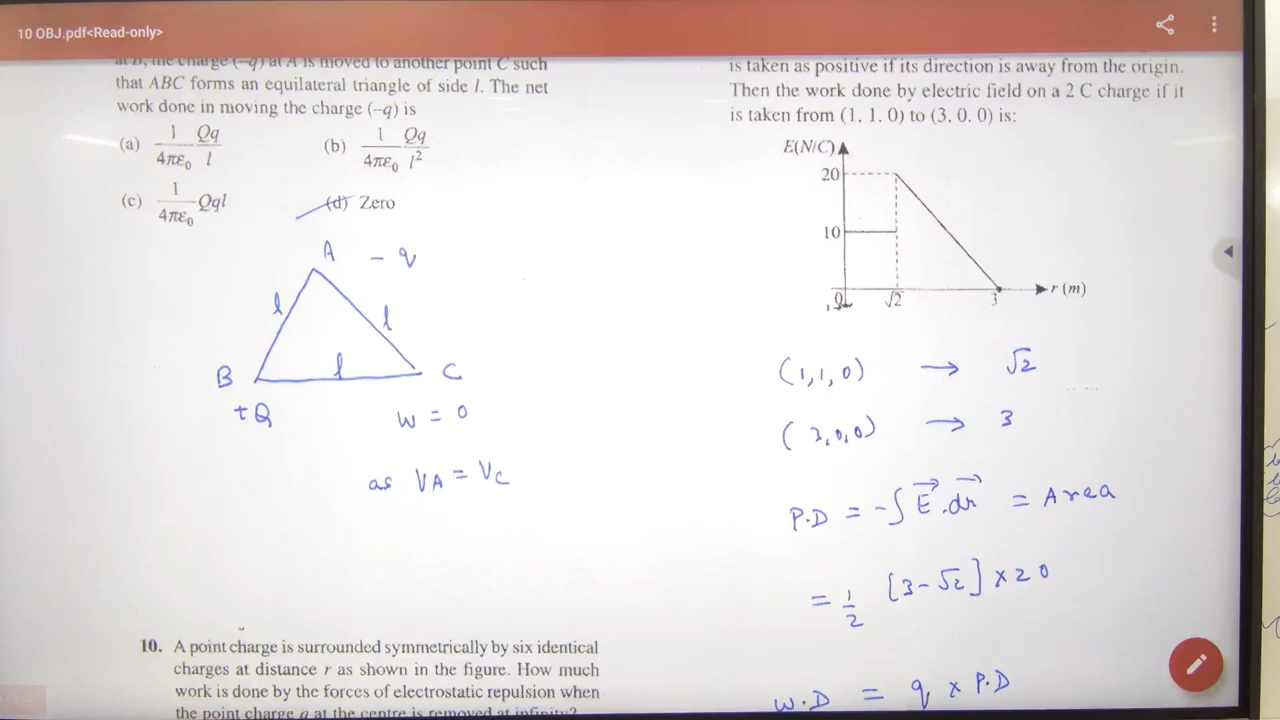 10 OBJ.pdf<Read-only>
at B, the charge (−q) at A is moved to another point C such
that ABC forms an equilateral triangle of side l. The net
work done in moving the charge (−q) is
(a) 1/4πε₀ Qq/l (b) 1/4πε₀ Qq/l²
(c) 1/4πε₀ Qql (d) Zero
A − q
l l
B l C
+Q W = 0
as VA = VC
10. A point charge is surrounded symmetrically by six identical
charges at distance r as shown in the figure. How much
work is done by the forces of electrostatic repulsion when
the point charge q at the centre is removed at infinity?
is taken as positive if its direction is away from the origin.
Then the work done by electric field on a 2 C charge if it
is taken from (1, 1. 0) to (3, 0. 0) is:
E(N/C)
20
10
√2 3 r (m)
(1,1,0) → √2
(3,0,0) → 3
P.D = −∫ E⃗ .dr⃗ = Area
= 1/2 [3−√2] × 20
W.D = q × P.D